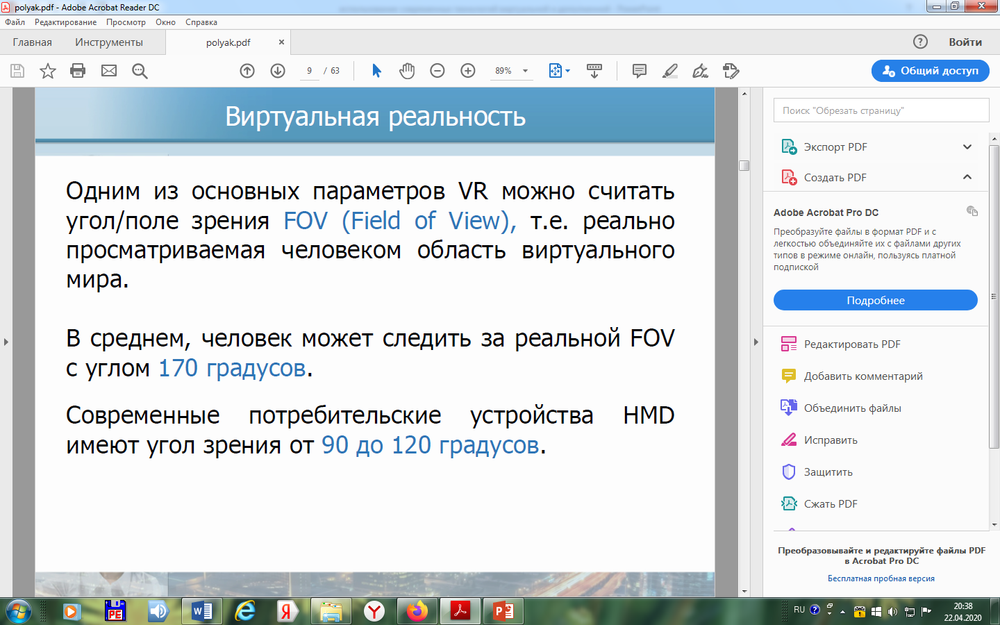 polyak.pdf - Adobe Acrobat Reader DC
Файл Редактирование Просмотр Окно Справка
Главная Инструменты polyak.pdf Войти
9 / 63 89% Общий доступ
Виртуальная реальность
Одним из основных параметров VR можно считать
угол/поле зрения FOV (Field of View), т.е. реально
просматриваемая человеком область виртуального
мира.
В среднем, человек может следить за реальной FOV
с углом 170 градусов.
Современные потребительские устройства HMD
имеют угол зрения от 90 до 120 градусов.
Поиск "Обрезать страницу"
Экспорт PDF
Создать PDF
Adobe Acrobat Pro DC
Преобразуйте файлы в формат PDF и с
легкостью объединяйте их с файлами других
типов в режиме онлайн, пользуясь платной
подпиской
Подробнее
Редактировать PDF
Добавить комментарий
Объединить файлы
Исправить
Защитить
Сжать PDF
Преобразовывайте и редактируйте файлы PDF
в Acrobat Pro DC
Бесплатная пробная версия
RU
20:38
22.04.2020